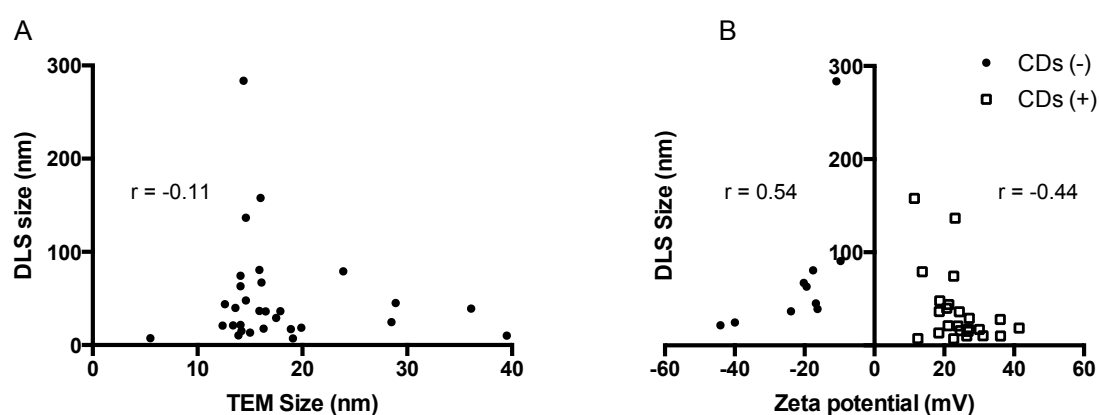 A
DLS size (nm)
300
200
100
0
r = -0.11
0
10
20
30
40
TEM Size (nm)
B
DLS Size (nm)
300
200
100
r = 0.54
r = -0.44
CDs (-)
CDs (+)
-60
-40
-20
0
20
40
60
Zeta potential (mV)